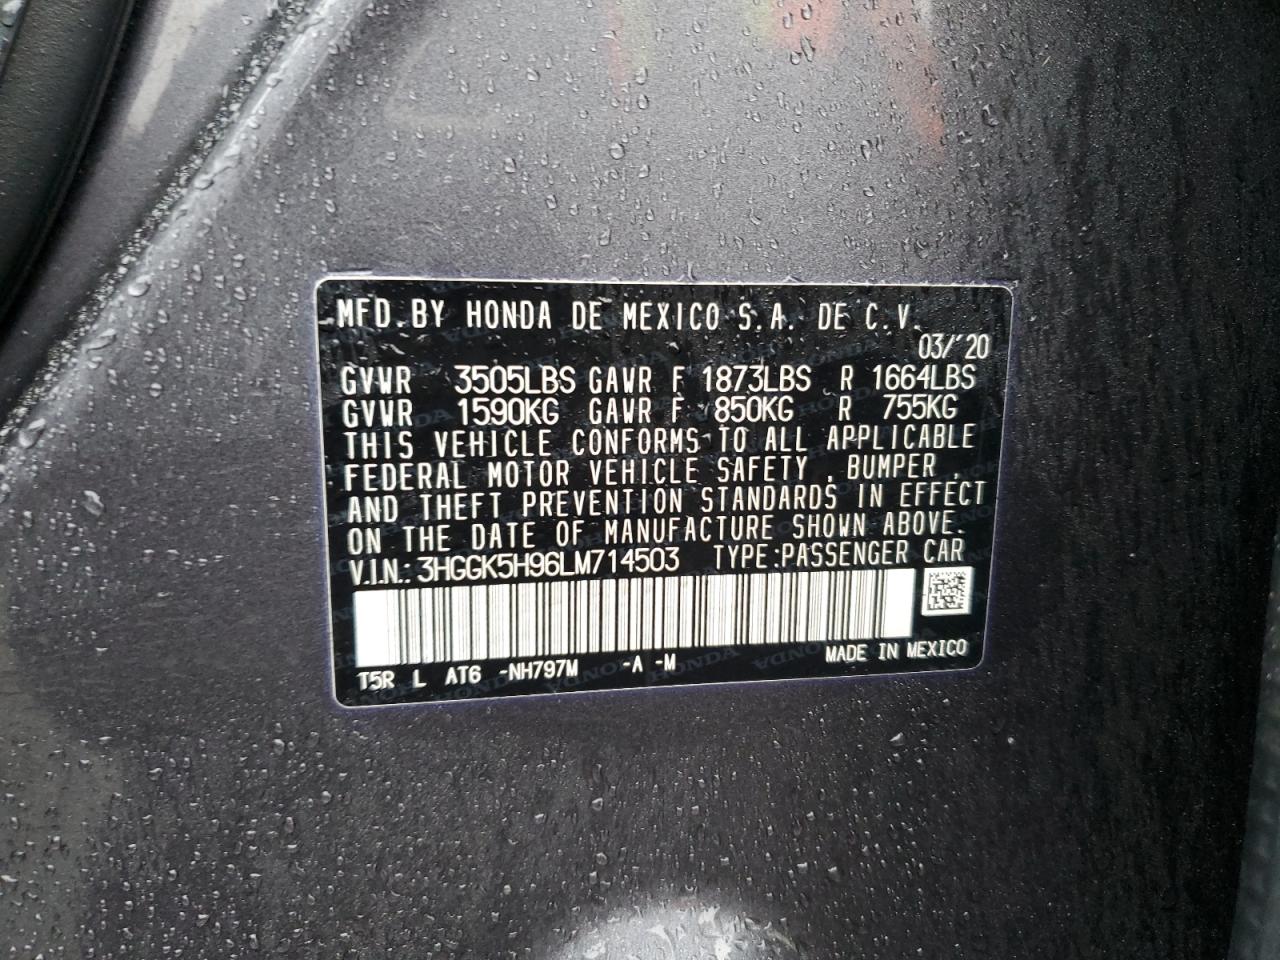 MFD. BY HONDA DE MEXICO S.A. DE C.V.
03/'20
GVWR 3505LBS GAWR F 1873LBS R 1664LBS
GVWR 1590KG GAWR F 850KG R 755KG
THIS VEHICLE CONFORMS TO ALL APPLICABLE
FEDERAL MOTOR VEHICLE SAFETY , BUMPER ,
AND THEFT PREVENTION STANDARDS IN EFFECT
ON THE DATE OF MANUFACTURE SHOWN ABOVE.
V.I.N.: 3HGGK5H96LM714503 TYPE:PASSENGER CAR
MADE IN MEXICO
T5R L AT6 -NH797M -A -M